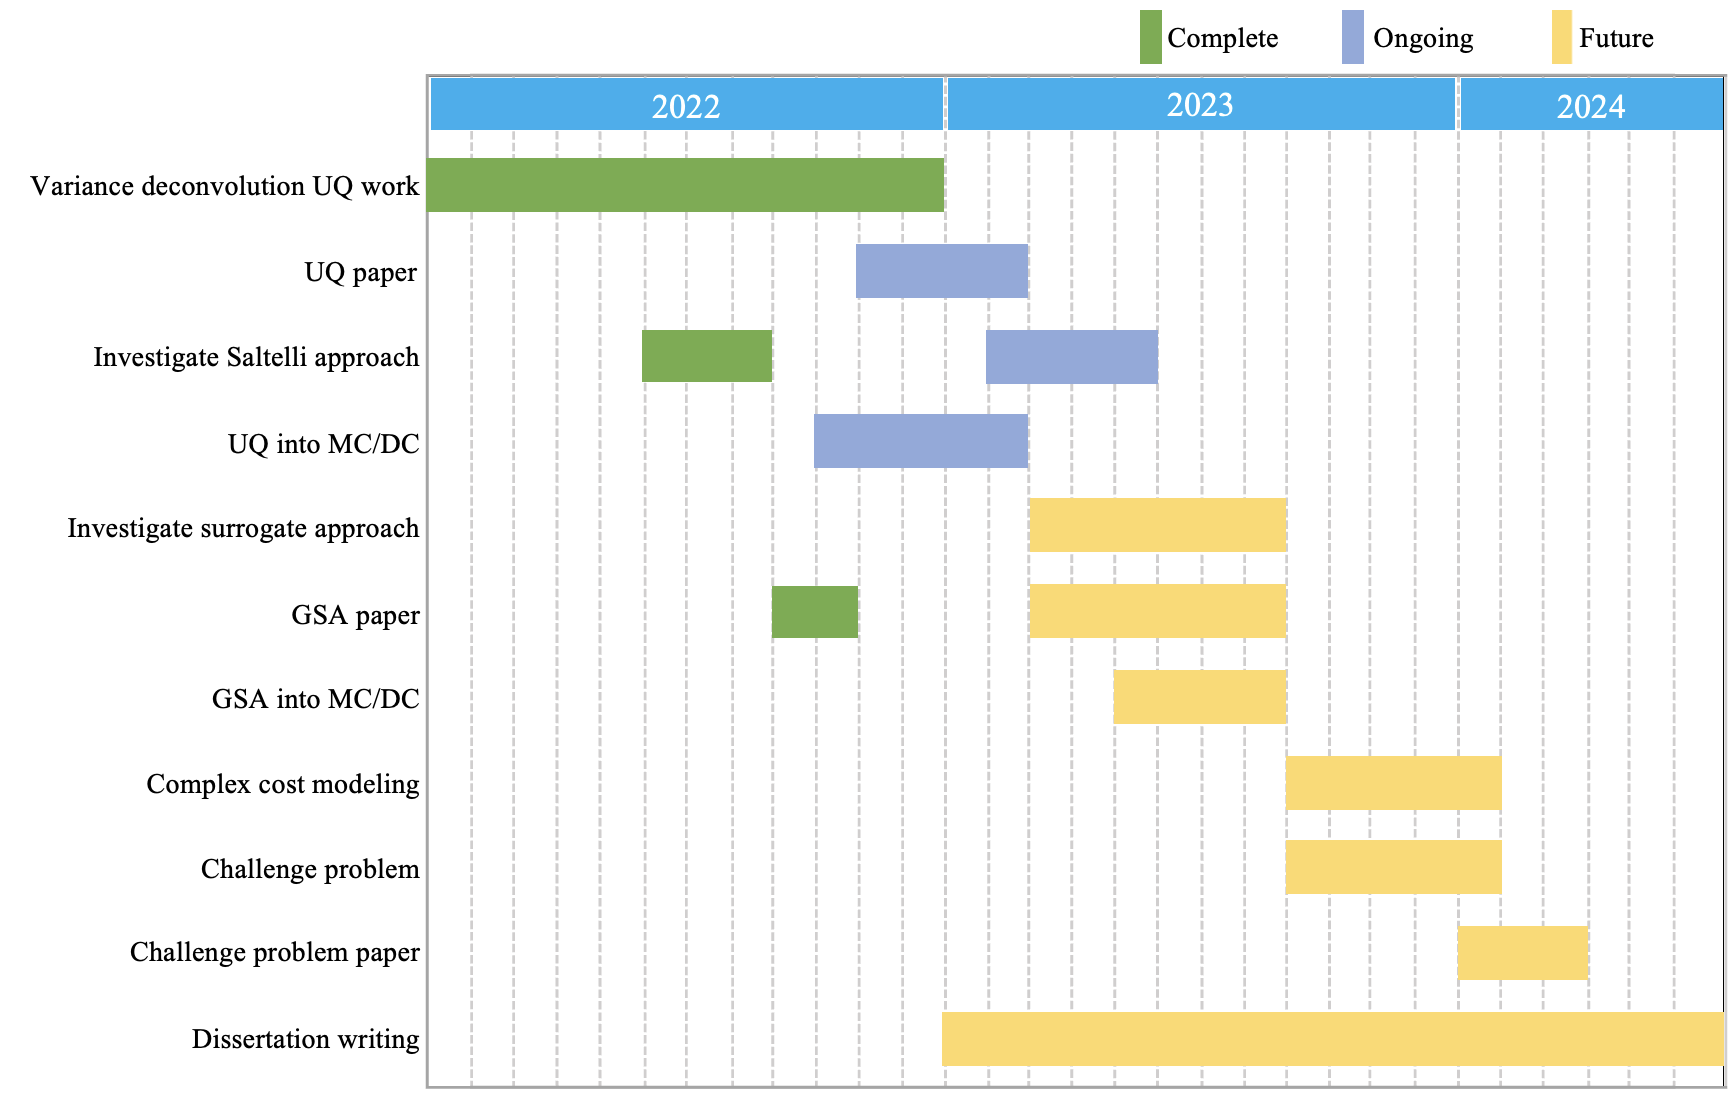 Complete
Ongoing
Future
2022
2023
2024
Variance deconvolution UQ work
UQ paper
Investigate Saltelli approach
UQ into MC/DC
Investigate surrogate approach
GSA paper
GSA into MC/DC
Complex cost modeling
Challenge problem
Challenge problem paper
Dissertation writing